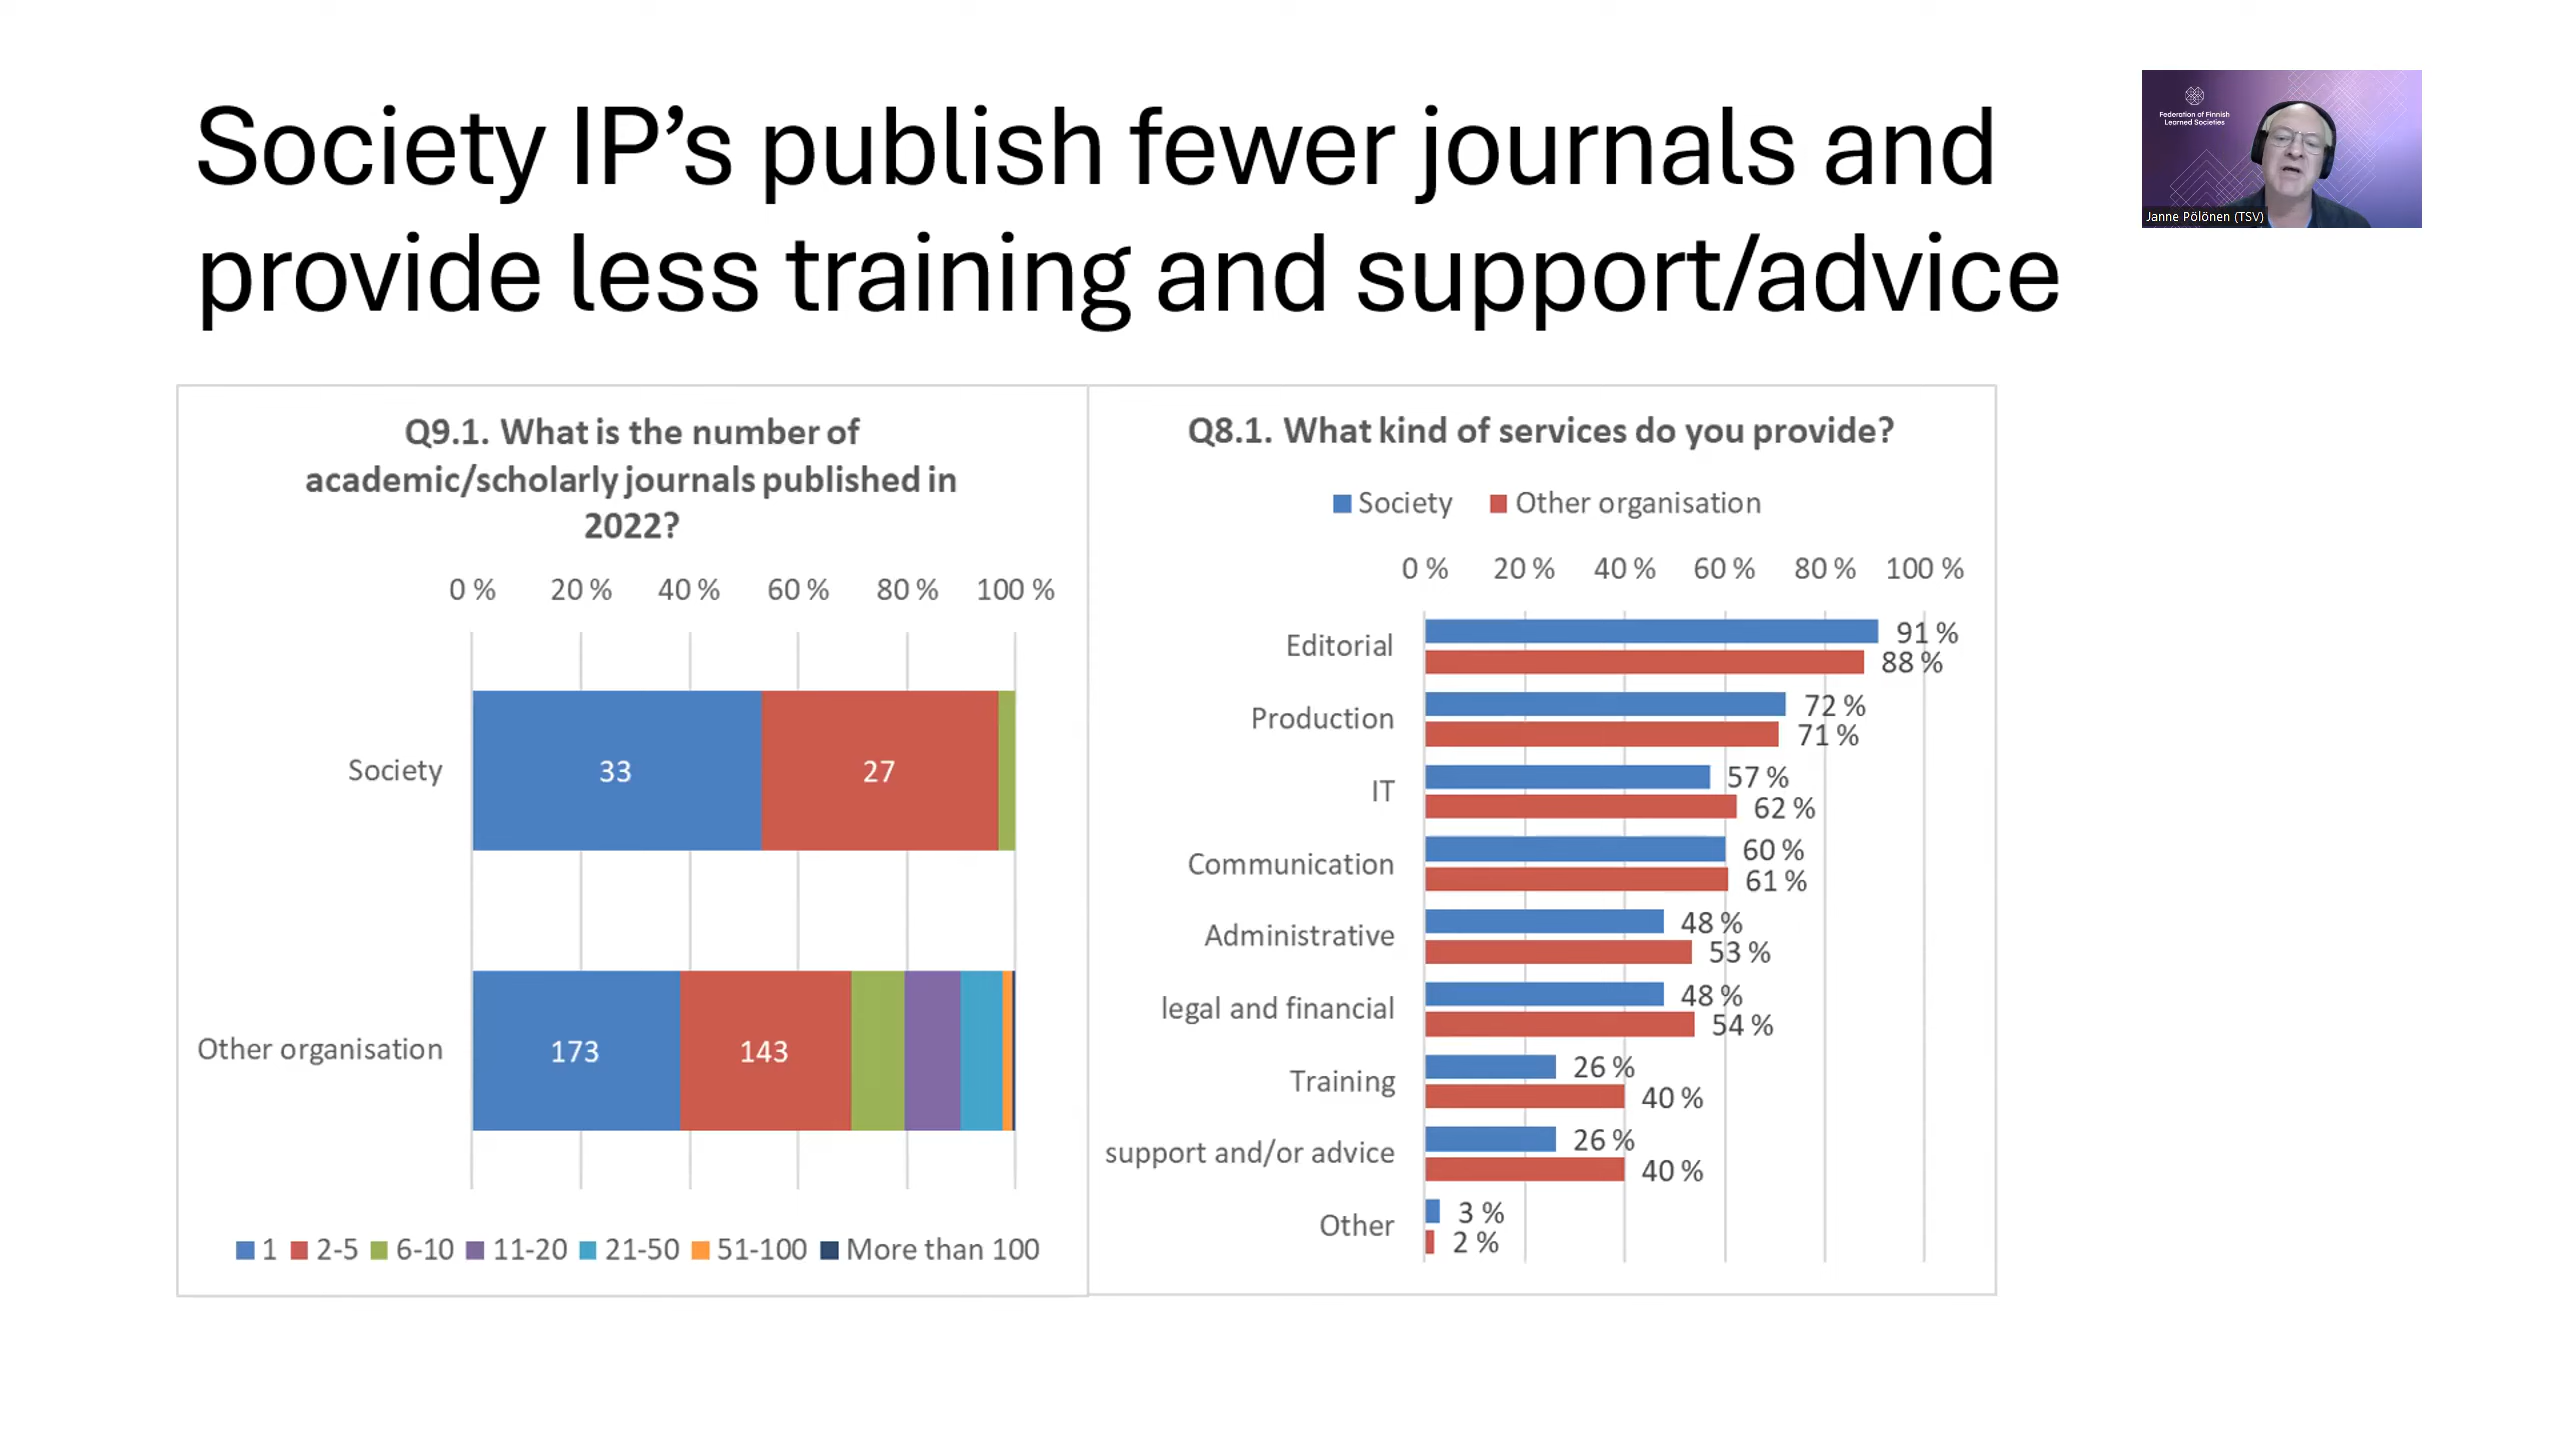 Society IP’s publish fewer journals and
provide less training and support/advice
Federation of Finnish
Learned Societies
Janne Pölönen (TSV)
Q9.1. What is the number of
academic/scholarly journals published in
2022?
0 % 20 % 40 % 60 % 80 % 100 %
Society 33 27
Other organisation 173 143
1 2-5 6-10 11-20 21-50 51-100 More than 100
Q8.1. What kind of services do you provide?
Society Other organisation
0 % 20 % 40 % 60 % 80 % 100 %
Editorial 91 %
88 %
Production 72 %
71 %
IT 57 %
62 %
Communication 60 %
61 %
Administrative 48 %
53 %
legal and financial 48 %
54 %
Training 26 %
40 %
support and/or advice 26 %
40 %
Other 3 %
2 %